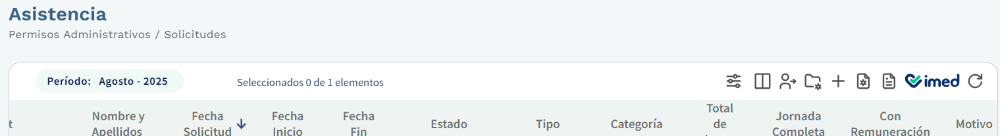 Asistencia
Permisos Administrativos / Solicitudes
Período: Agosto - 2025
Seleccionados 0 de 1 elementos
imed
t
Nombre y
Apellidos
Fecha
Solicitud
Fecha
Inicio
Fecha
Fin
Estado
Tipo
Categoría
Total
de
Jornada
Completa
Con
Remuneración
Motivo